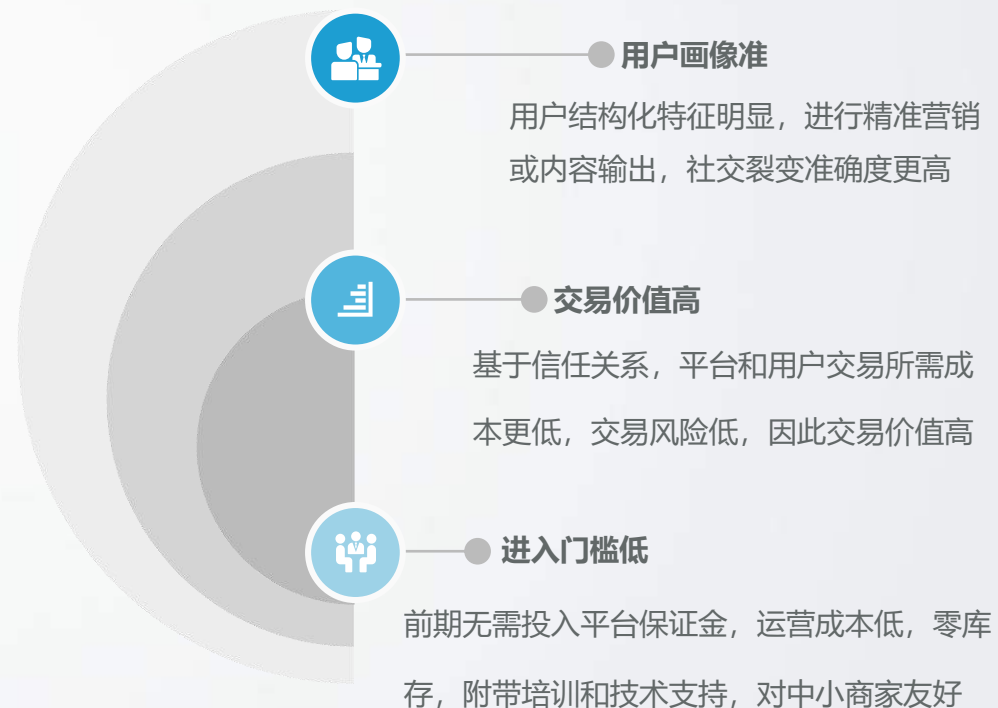 用户画像准
用户结构化特征明显，进行精准营销
或内容输出，社交裂变准确度更高
交易价值高
基于信任关系，平台和用户交易所需成
本更低，交易风险低，因此交易价值高
进入门槛低
前期无需投入平台保证金，运营成本低，零库
存，附带培训和技术支持，对中小商家友好